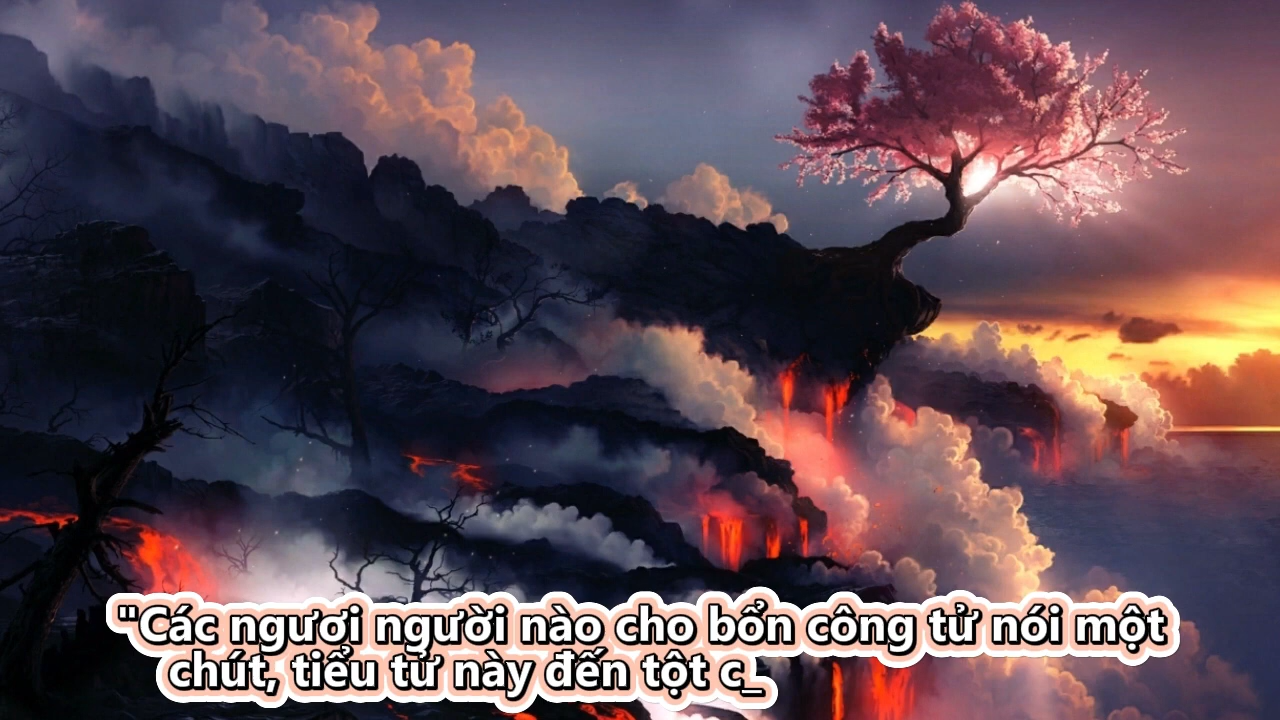 "Các ngươi người nào cho bổn công tử nói một
chút, tiểu tử này đến tột c_